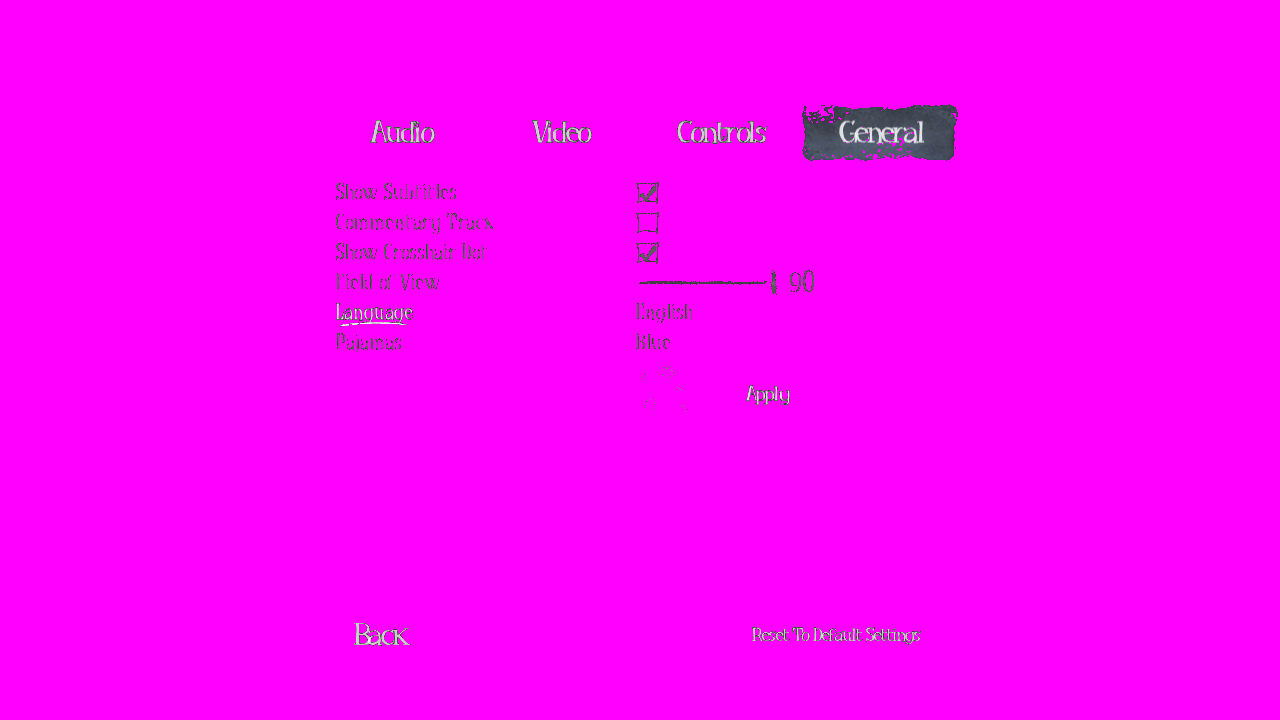 Audio Video Controls General
Show Subtitles
Commentary Track
Show Crosshair Dot
Field of View 90
Language English
Pajamas Blue
Apply
Back Reset To Default Settings